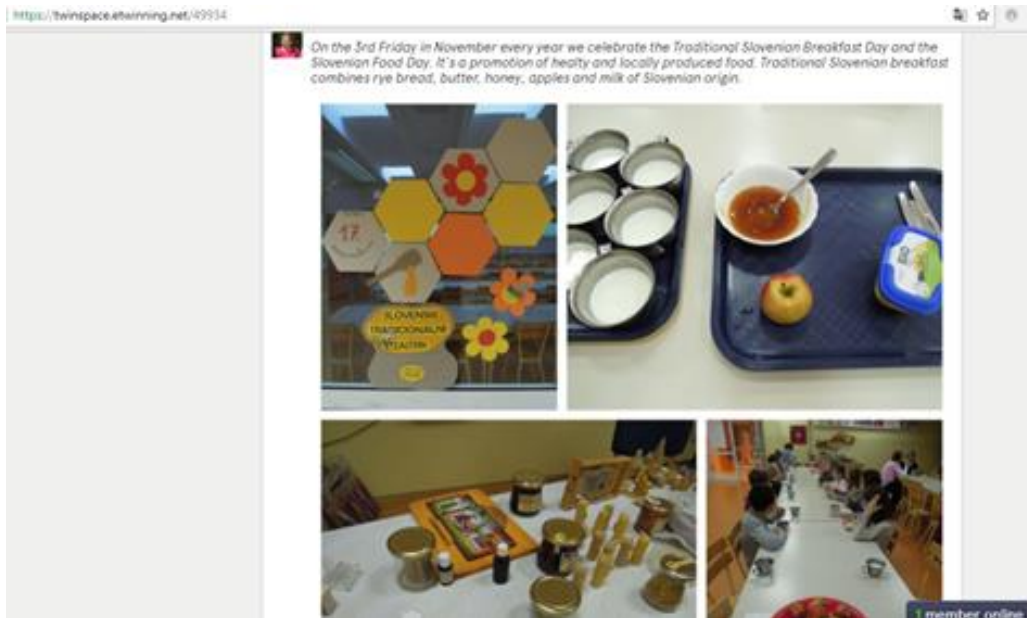 https://twinspace.etwinning.net/49934
On the 3rd Friday in November every year we celebrate the Traditional Slovenian Breakfast Day and the
Slovenian Food Day. It's a promotion of healty and locally produced food. Traditional Slovenian breakfast
combines rye bread, butter, honey, apples and milk of Slovenian origin.
17.
SLOVENSKI
TRADICIONALNI
ZAJTRK
1 member online